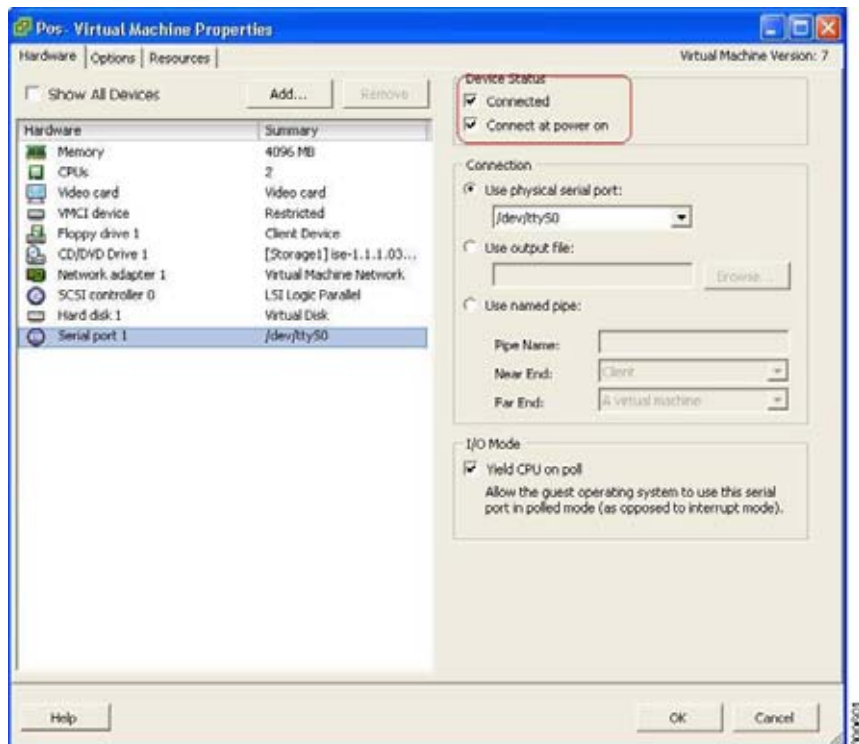 Pos- Virtual Machine Properties
Hardware Options Resources
Virtual Machine Version: 7
Show All Devices
Add...
Remove
Hardware Summary
Memory 4096 MB
CPUs 2
Video card Video card
VMCI device Restricted
Floppy drive 1 Client Device
CD/DVD Drive 1 [Storage1] ise-1.1.1.03...
Network adapter 1 Virtual Machine Network
SCSI controller 0 LSI Logic Parallel
Hard disk 1 Virtual Disk
Serial port 1 /dev/ttyS0
Device Status
Connected
Connect at power on
Connection
Use physical serial port:
/dev/ttyS0
Use output file:
Browse...
Use named pipe:
Pipe Name:
Near End: Client
Far End: A virtual machine
I/O Mode
Yield CPU on poll
Allow the guest operating system to use this serial
port in polled mode (as opposed to interrupt mode).
Help
OK
Cancel